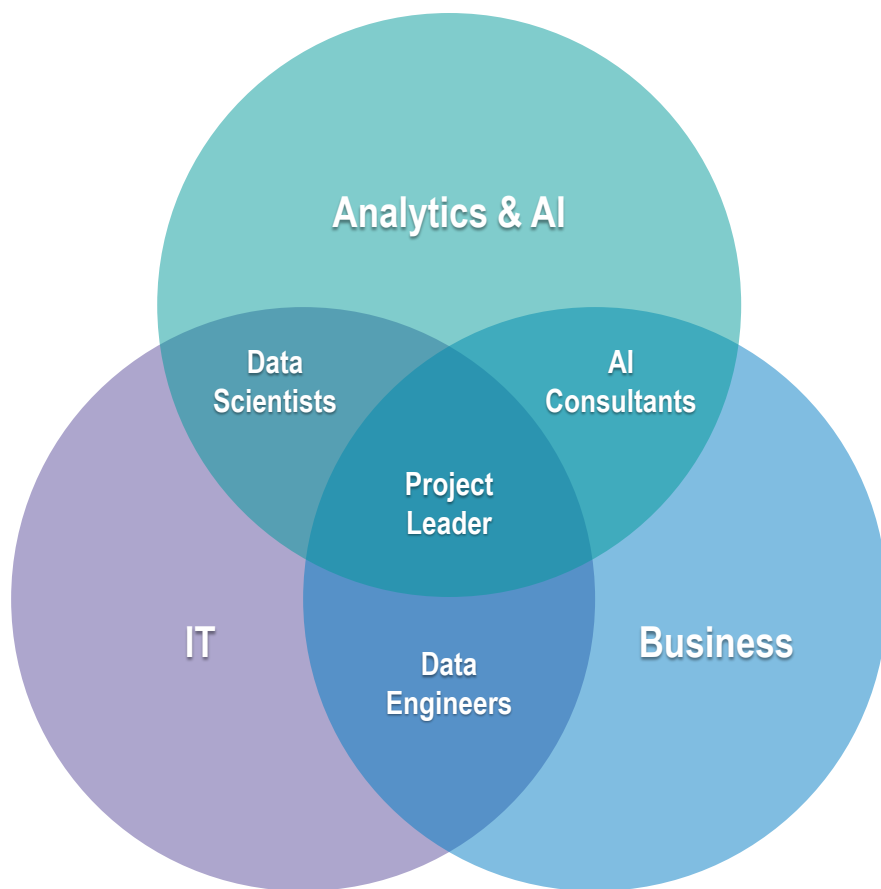 Analytics & AI
Data
Scientists
AI
Consultants
Project
Leader
IT
Business
Data
Engineers